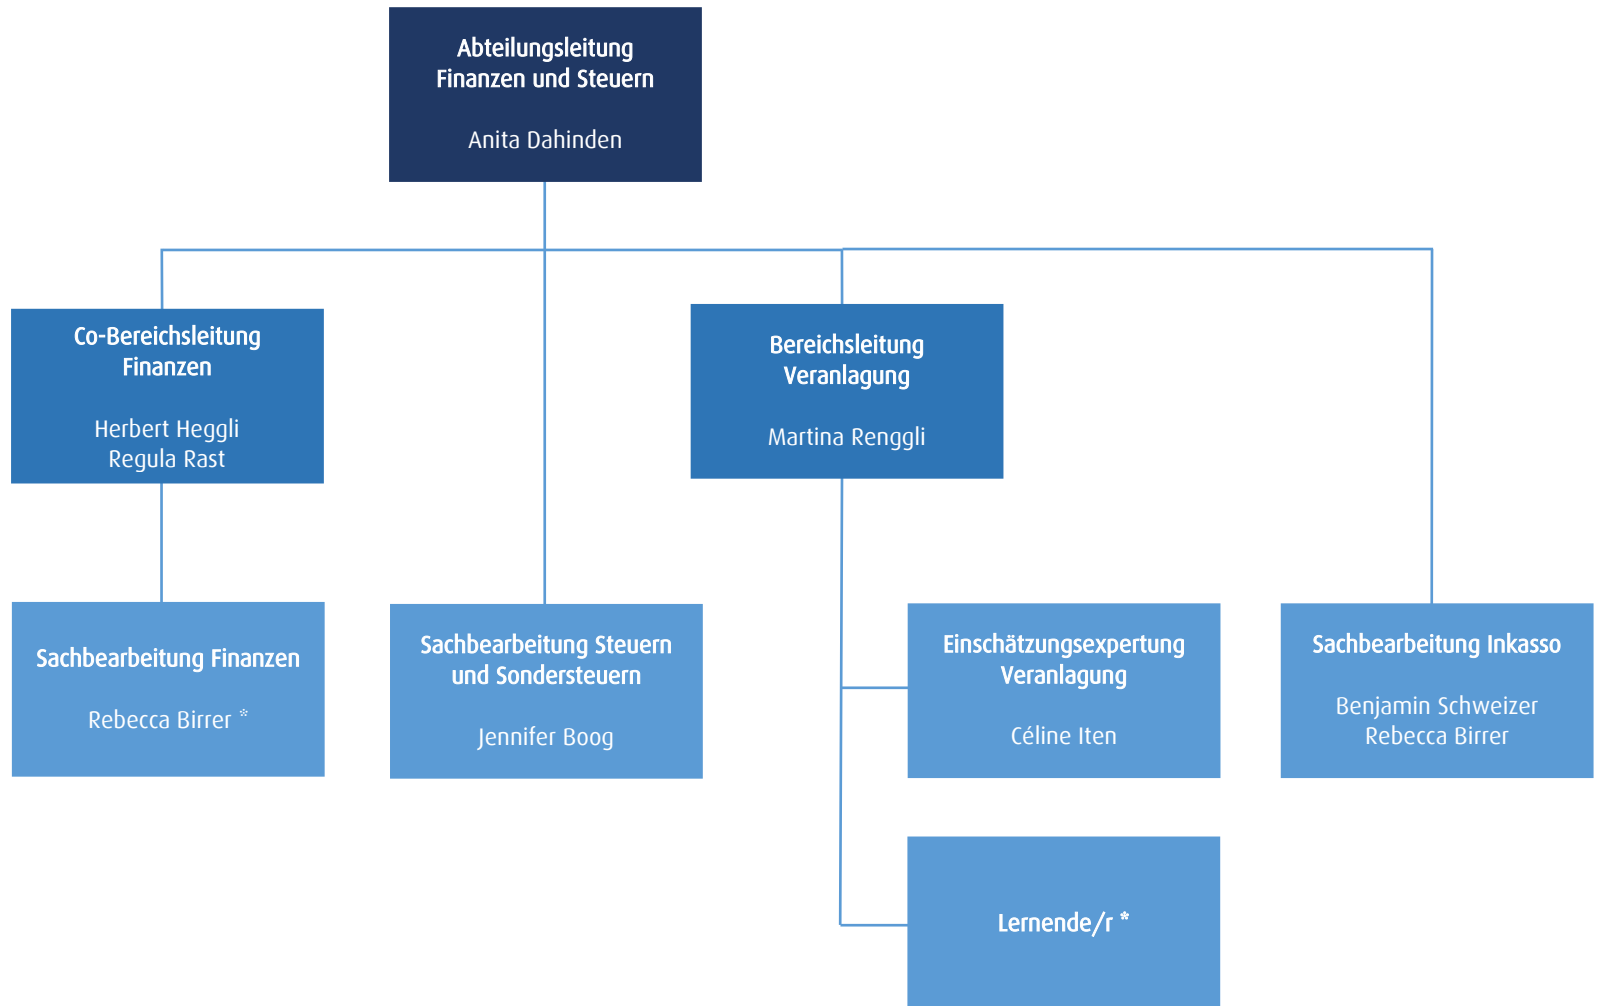 Abteilungsleitung
Finanzen und Steuern
Anita Dahinden
Co-Bereichsleitung
Finanzen
Herbert Heggli
Regula Rast
Bereichsleitung
Veranlagung
Martina Renggli
Sachbearbeitung Finanzen
Rebecca Birrer *
Sachbearbeitung Steuern
und Sondersteuern
Jennifer Boog
Einschätzungsexpertung
Veranlagung
Céline Iten
Sachbearbeitung Inkasso
Benjamin Schweizer
Rebecca Birrer
Lernende/r *